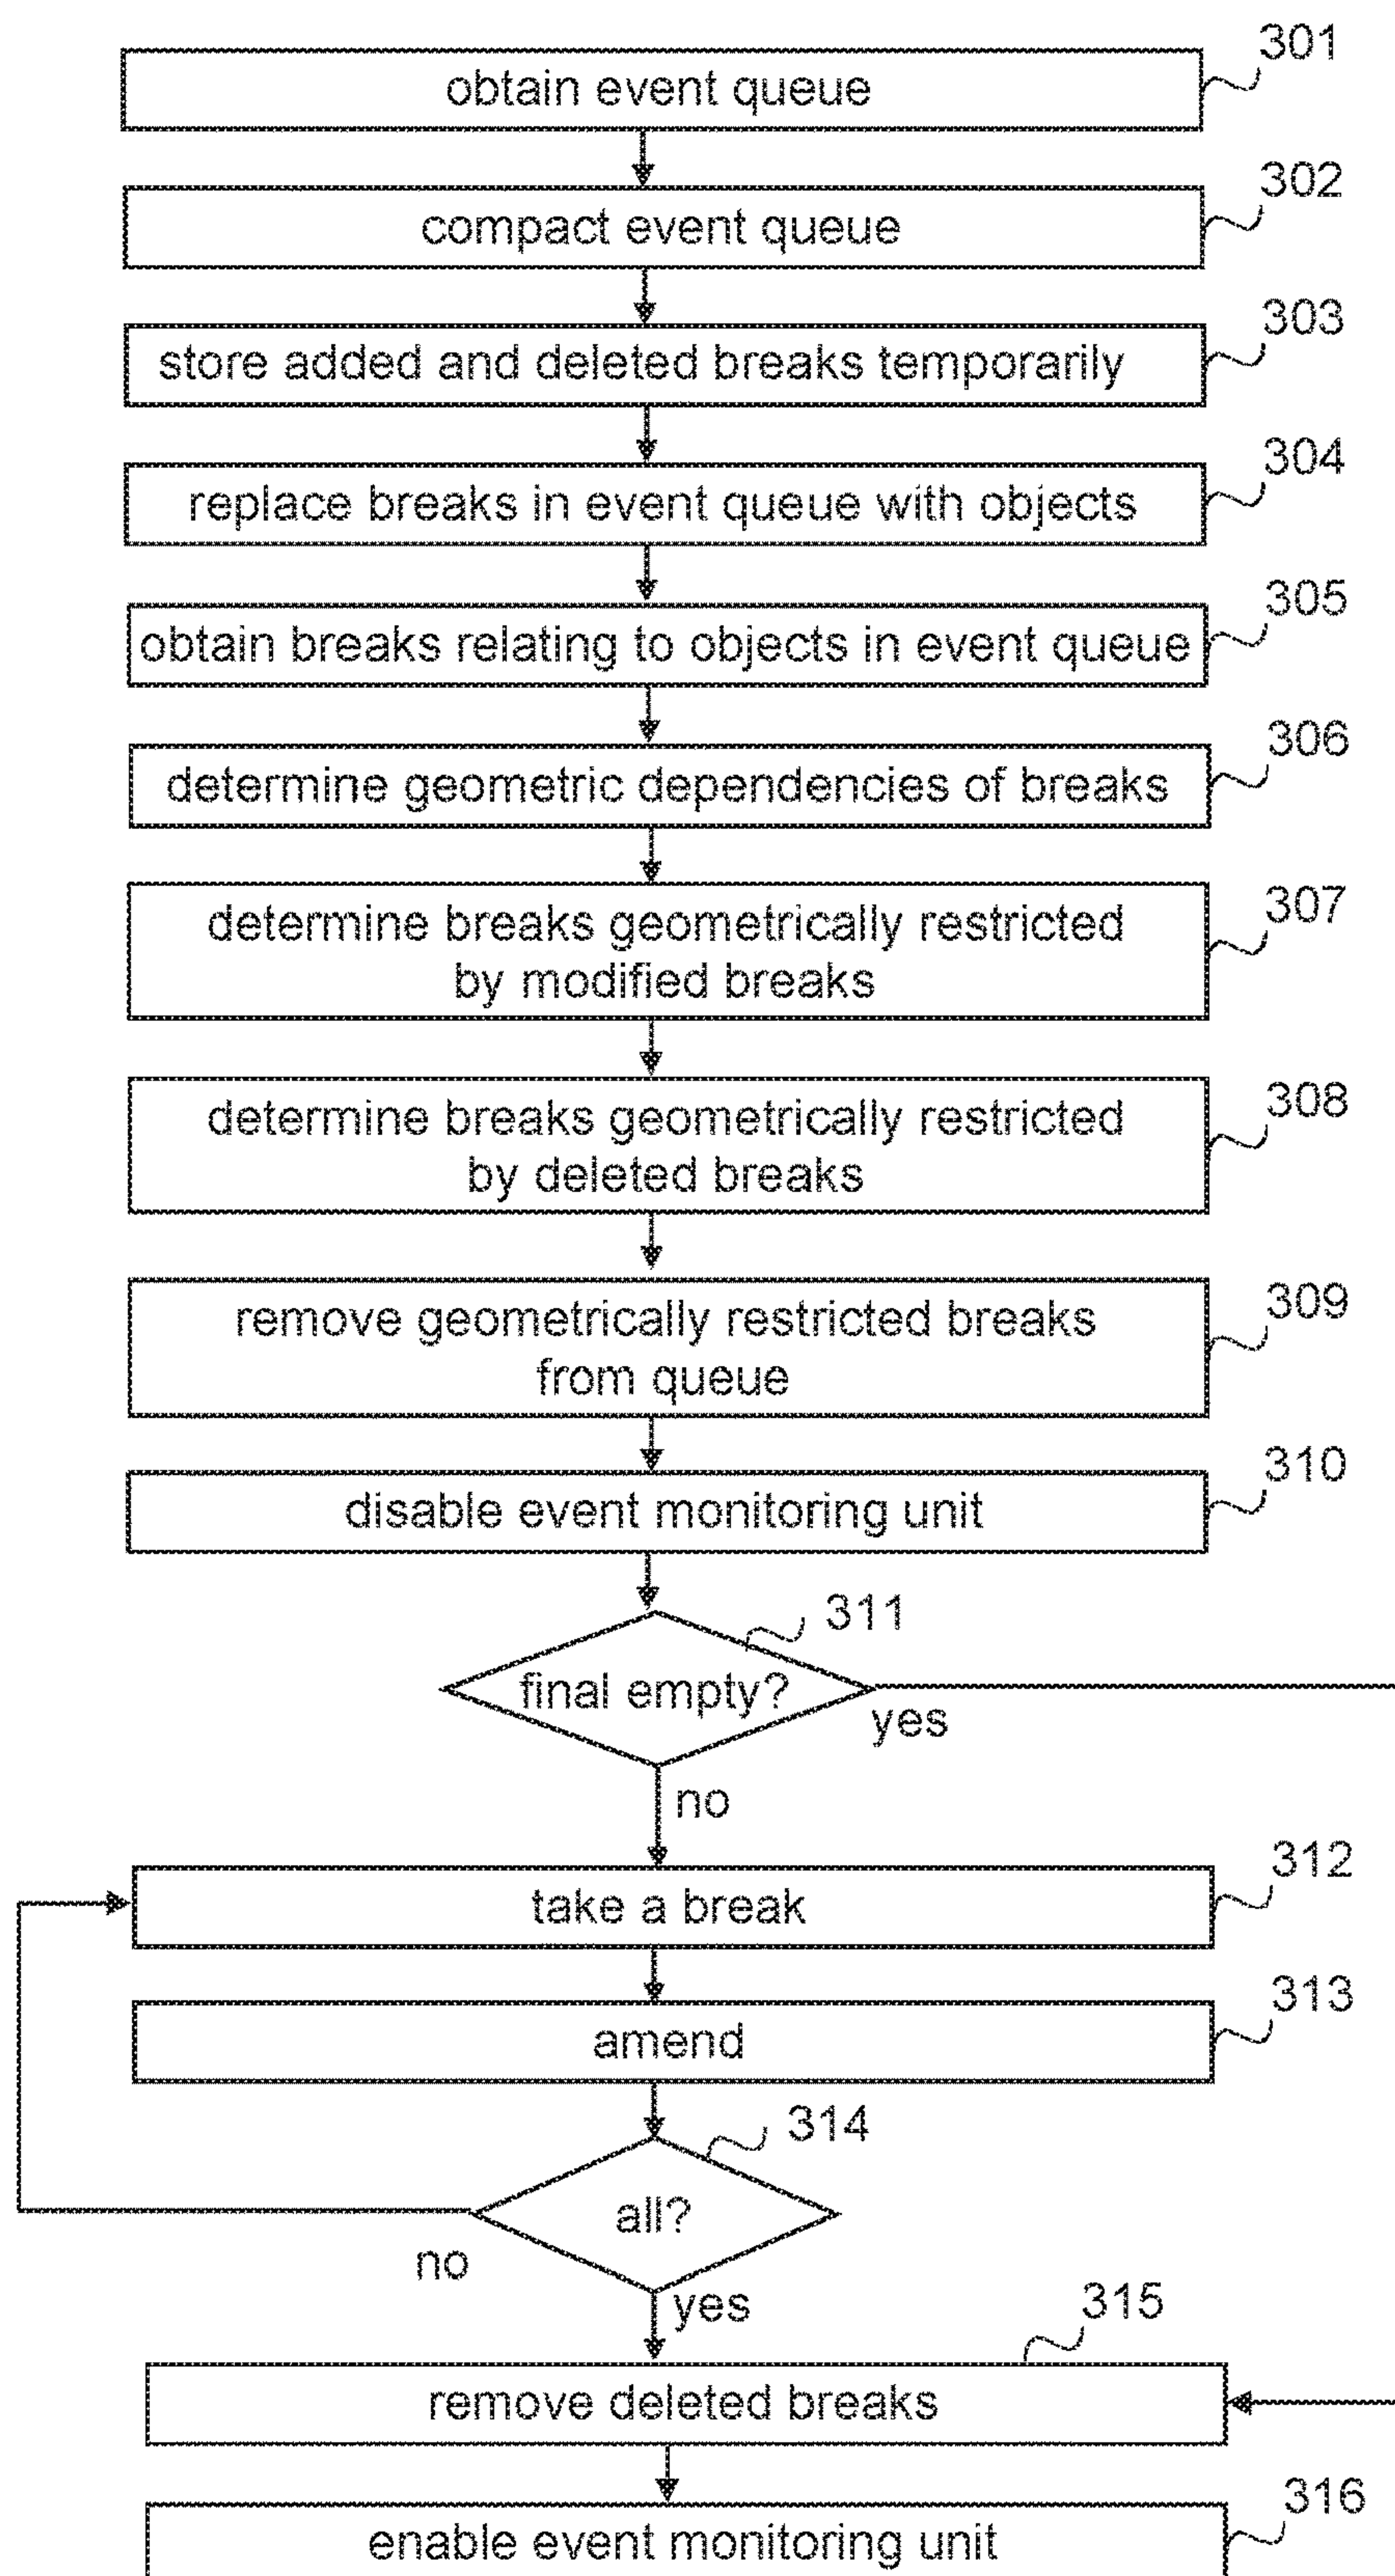 301
obtain event queue
302
compact event queue
303
store added and deleted breaks temporarily
304
replace breaks in event queue with objects
305
obtain breaks relating to objects in event queue
306
determine geometric dependencies of breaks
307
determine breaks geometrically restricted
by modified breaks
308
determine breaks geometrically restricted
by deleted breaks
309
remove geometrically restricted breaks
from queue
310
disable event monitoring unit
311
final empty?
yes
no
312
take a break
313
amend
314
all?
no
yes
315
remove deleted breaks
316
enable event monitoring unit